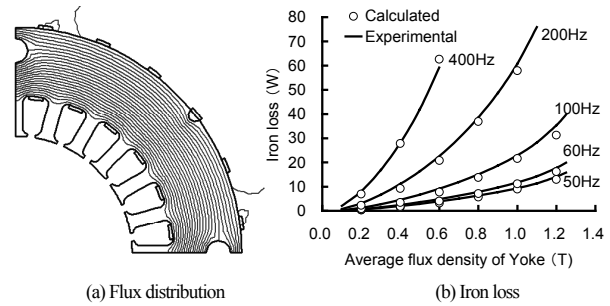 (a)
(b)
Calculated
Experimental
80
70
60
50
40
30
20
10
0
Iron loss (W)
400Hz
200Hz
100Hz
60Hz
50Hz
0.0 0.2 0.4 0.6 0.8 1.0 1.2 1.4
Average flux density of Yoke (T)
(a) Flux distribution
(b) Iron loss